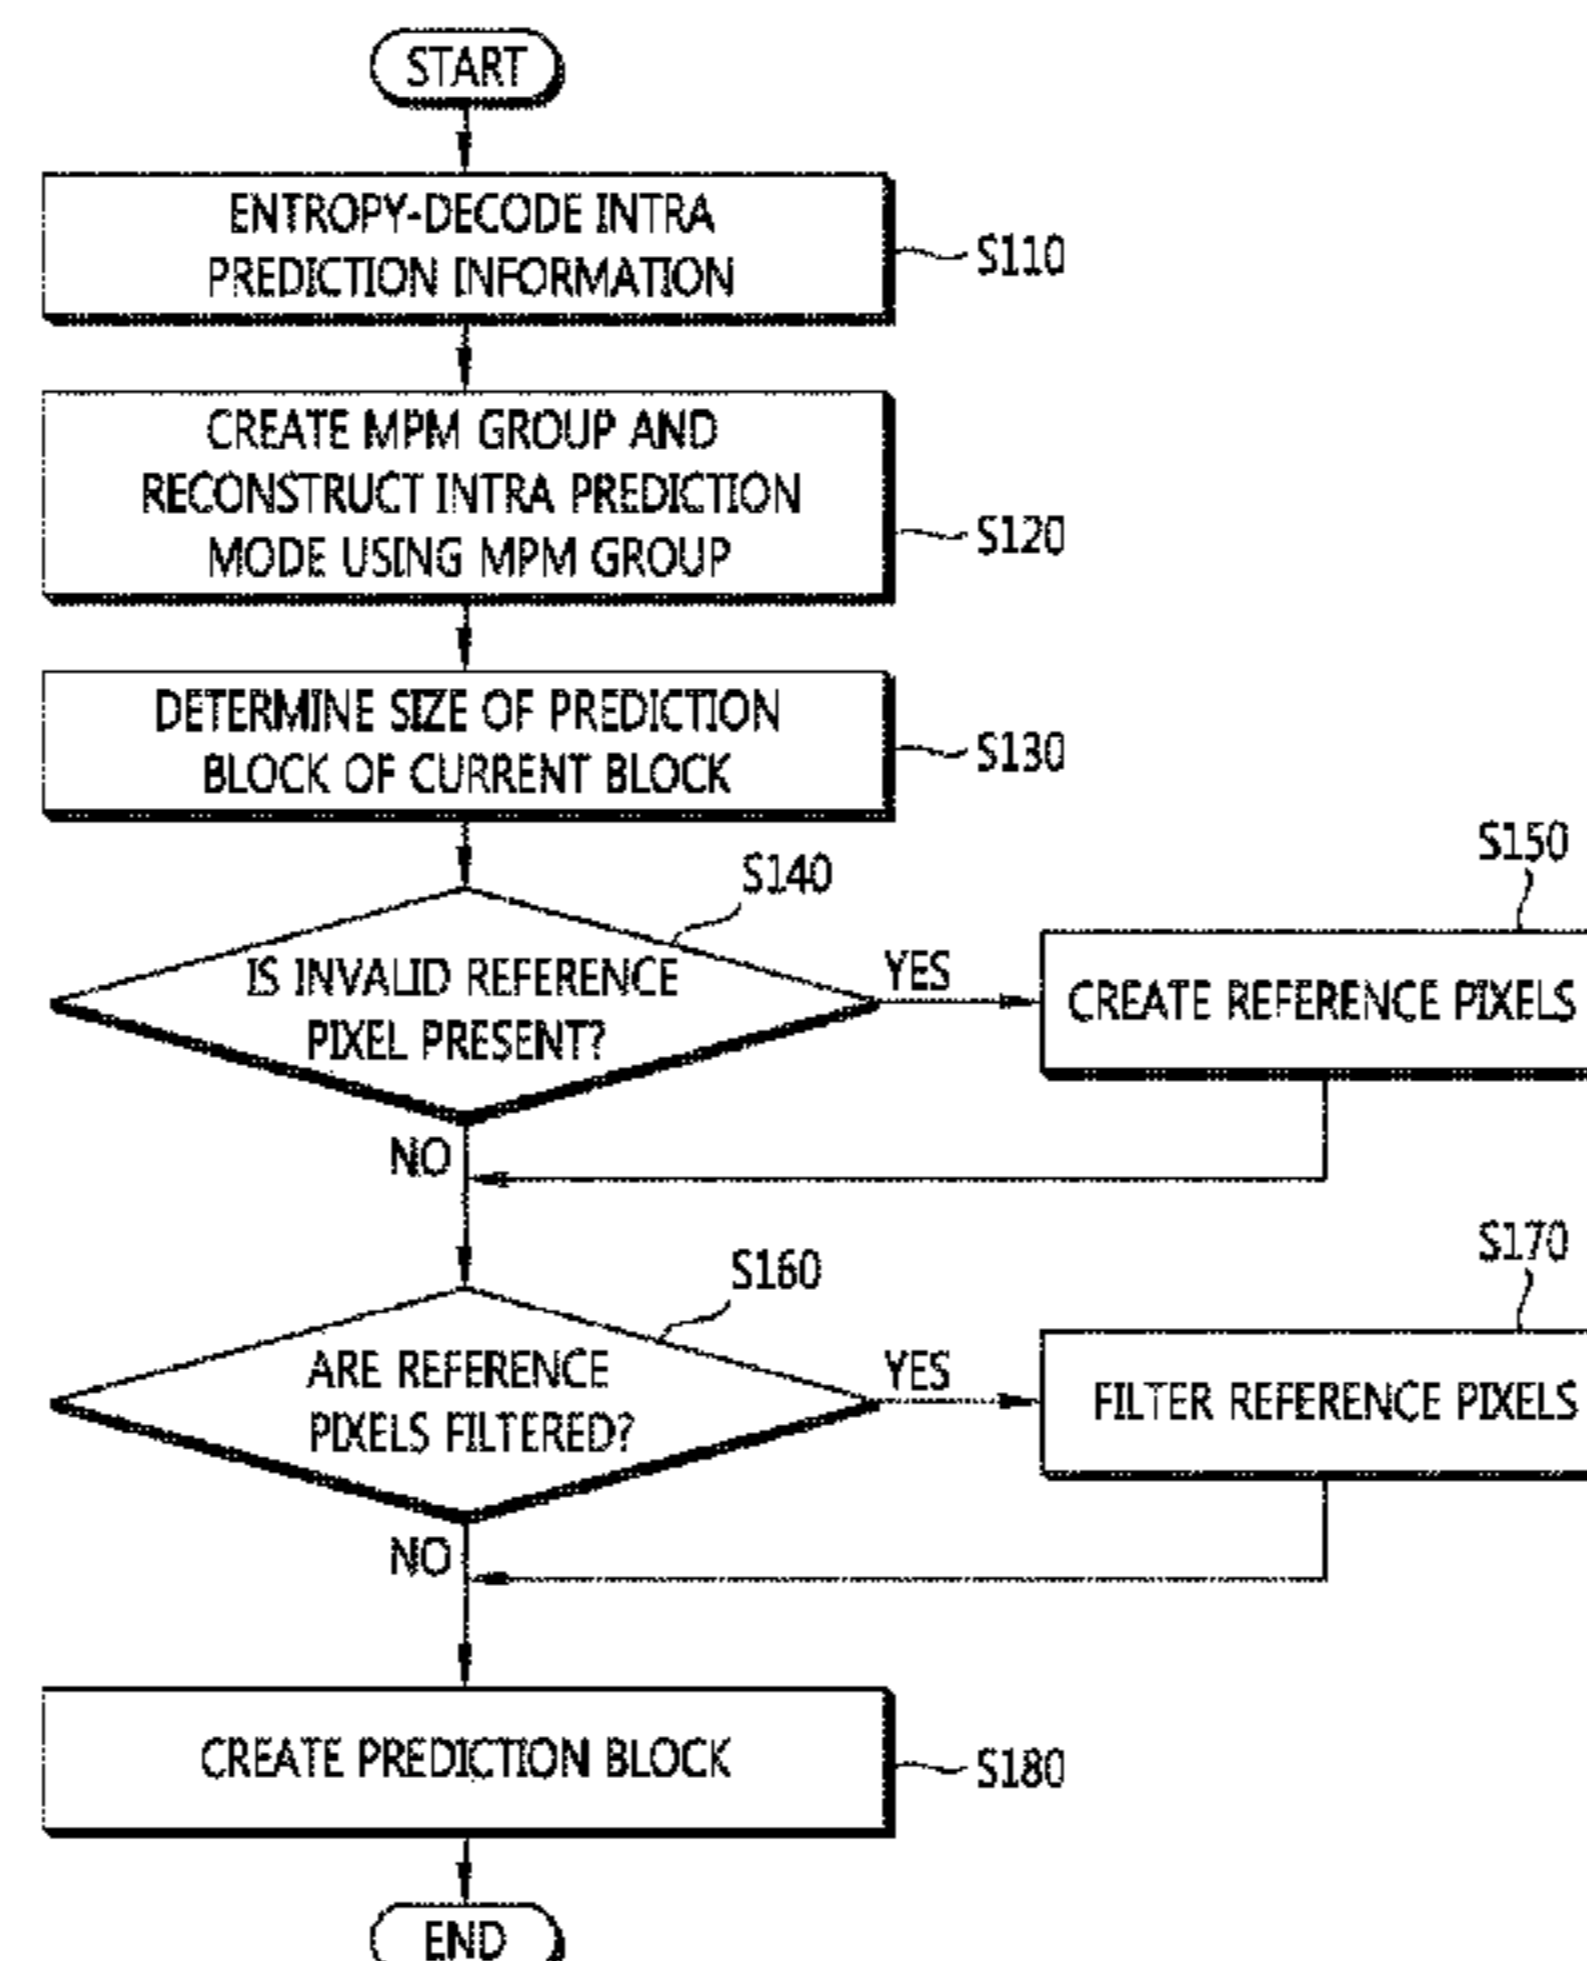 START
ENTROPY-DECODE INTRA
PREDICTION INFORMATION
S110
CREATE MPM GROUP AND
RECONSTRUCT INTRA PREDICTION
MODE USING MPM GROUP
S120
DETERMINE SIZE OF PREDICTION
BLOCK OF CURRENT BLOCK
S130
S140
IS INVALID REFERENCE
PIXEL PRESENT?
YES
S150
CREATE REFERENCE PIXELS
NO
S160
ARE REFERENCE
PIXELS FILTERED?
YES
S170
FILTER REFERENCE PIXELS
NO
CREATE PREDICTION BLOCK
S180
END